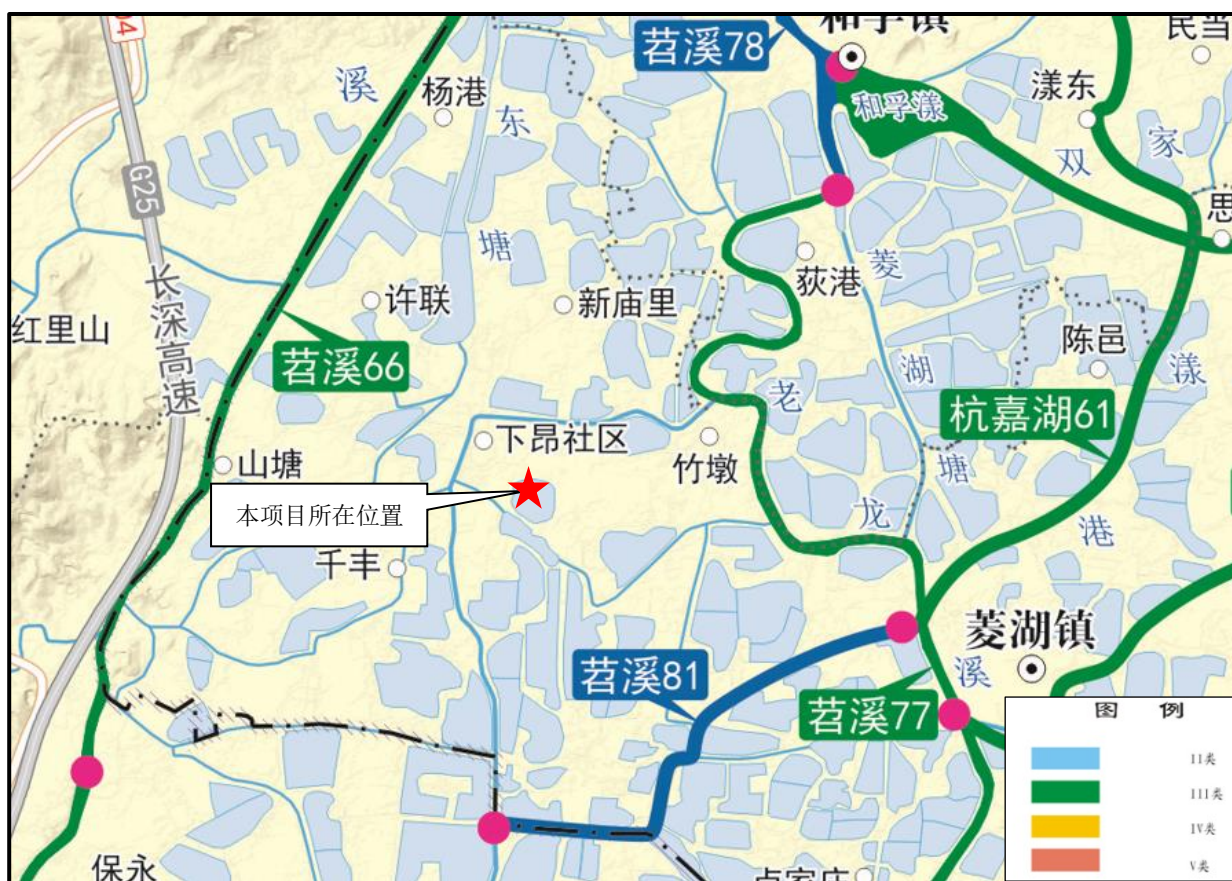 04
和孚镇
民当
苕溪78
溪
杨港
东
和孚漾
漾东
双
家
思
G25
长深高速
塘
荻港
菱
红里山
许联
新庙里
苕溪66
陈邑
湖
漾
老
杭嘉湖61
下昂社区
竹墩
塘
山塘
本项目所在位置
龙
港
千丰
菱湖镇
苕溪81
溪
苕溪77
图 例
II类
III类
IV类
V类
保永